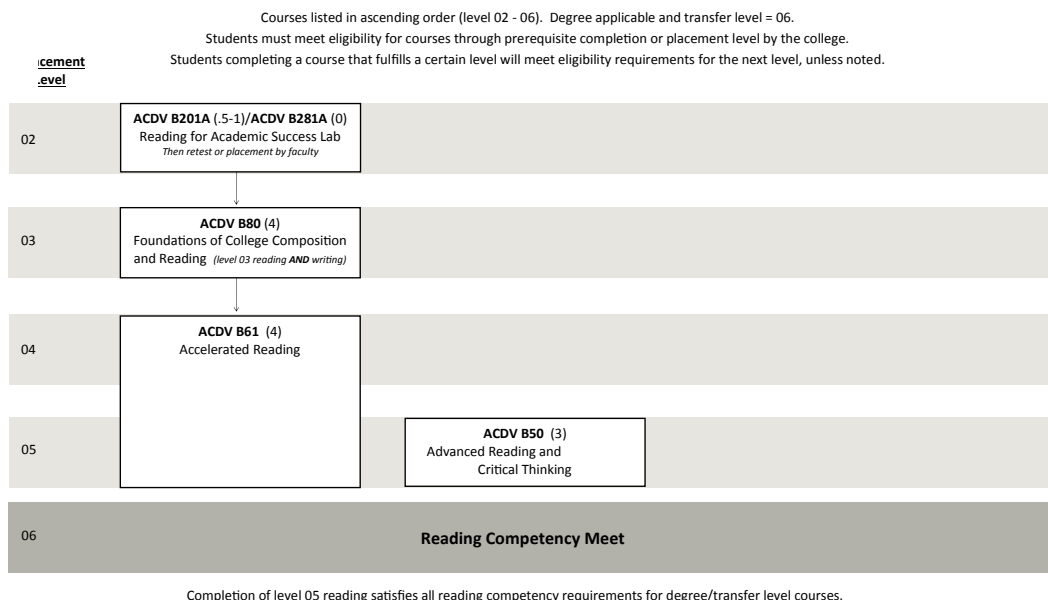 Courses listed in ascending order (level 02 - 06). Degree applicable and transfer level = 06.
Students must meet eligibility for courses through prerequisite completion or placement level by the college.
Students completing a course that fulfills a certain level will meet eligibility requirements for the next level, unless noted.
02
ACDV B201A (.5-1)/ACDV B281A (0)
Reading for Academic Success Lab
Then retest or placement by faculty
03
ACDV B80 (4)
Foundations of College Composition
and Reading (level 03 reading AND writing)
04
ACDV B61 (4)
Accelerated Reading
05
ACDV B50 (3)
Advanced Reading and
Critical Thinking
06
Reading Competency Meet
Completion of level 05 reading satisfies all reading competency requirements for degree/transfer level courses.